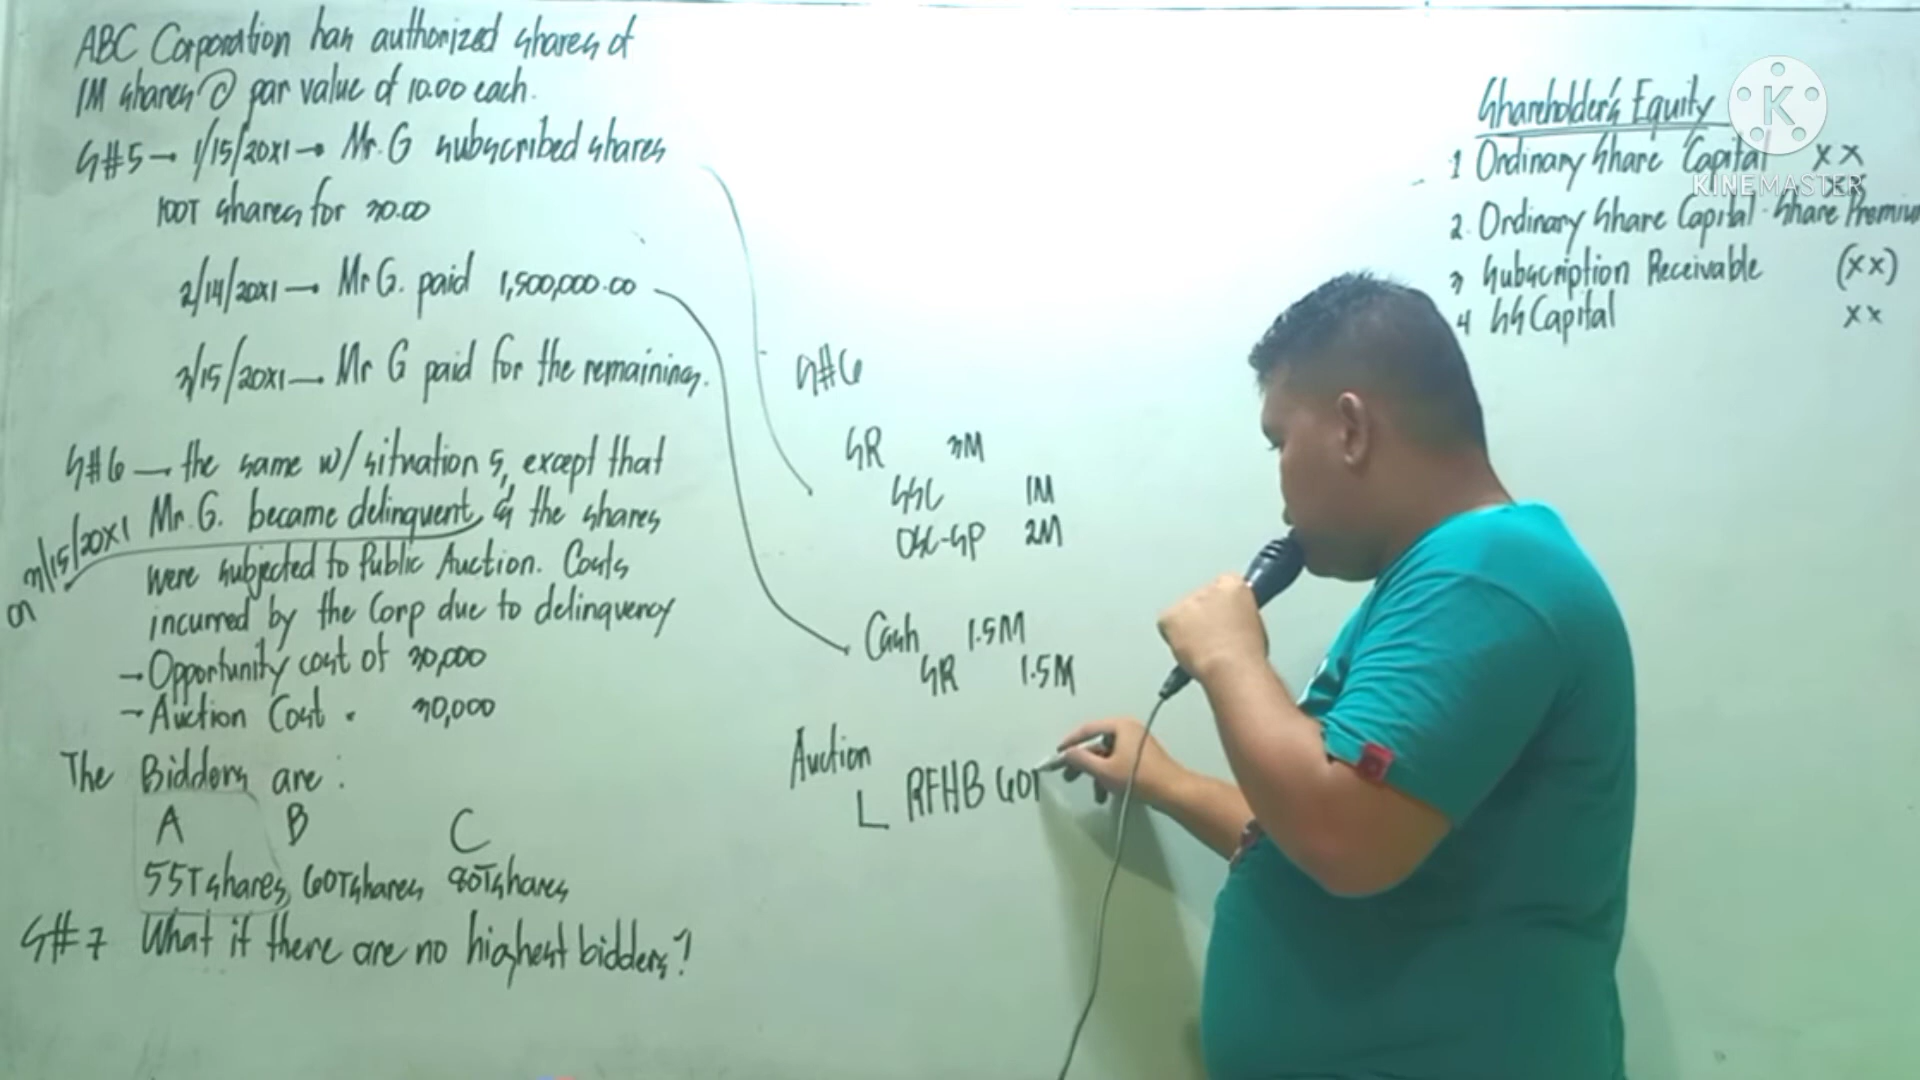 ABC Corporation has authorized shares of
1M shares @ par value of 10.00 each.
S#5 → 1/15/20X1 → Mr. G subscribed shares
100T shares for 30.00
2/14/20X1 → Mr G. paid 1,500,000.00
3/15/20X1 — Mr G paid for the remaining.
S#6 — the same w/ situation 5, except that
on 3/15/20X1 Mr. G. became delinquent, & the shares
were subjected to Public Auction. Costs
incurred by the Corp due to delinquency
→ Opportunity cost of 30,000
→ Auction Cost. 30,000
The Bidders are:
A B C
55T shares, 60T shares 80T shares
S#7 What if there are no highest bidders?
S#6
SR 3M
SSC 1M
OSC-SP 2M
Cash 1.5M
SR 1.5M
Auction
RFHB
Shareholder's Equity
1 Ordinary Share Capital XX
2. Ordinary Share Capital - Share Premium
3 Subscription Receivable (XX)
4 SS Capital XX
K
KINEMASTER